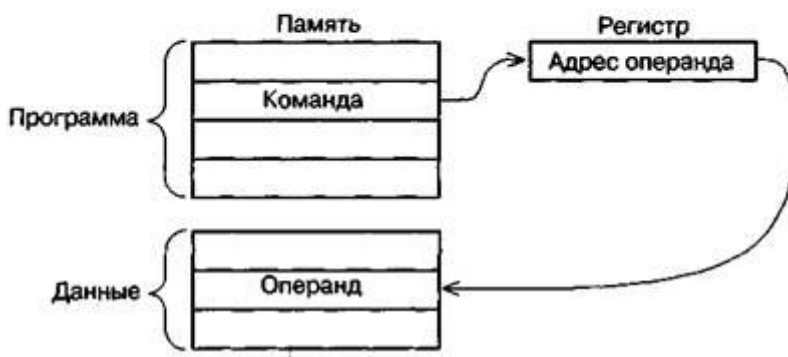 Память
Регистр
Адрес операнда
Команда
Программа
Операнд
Данные